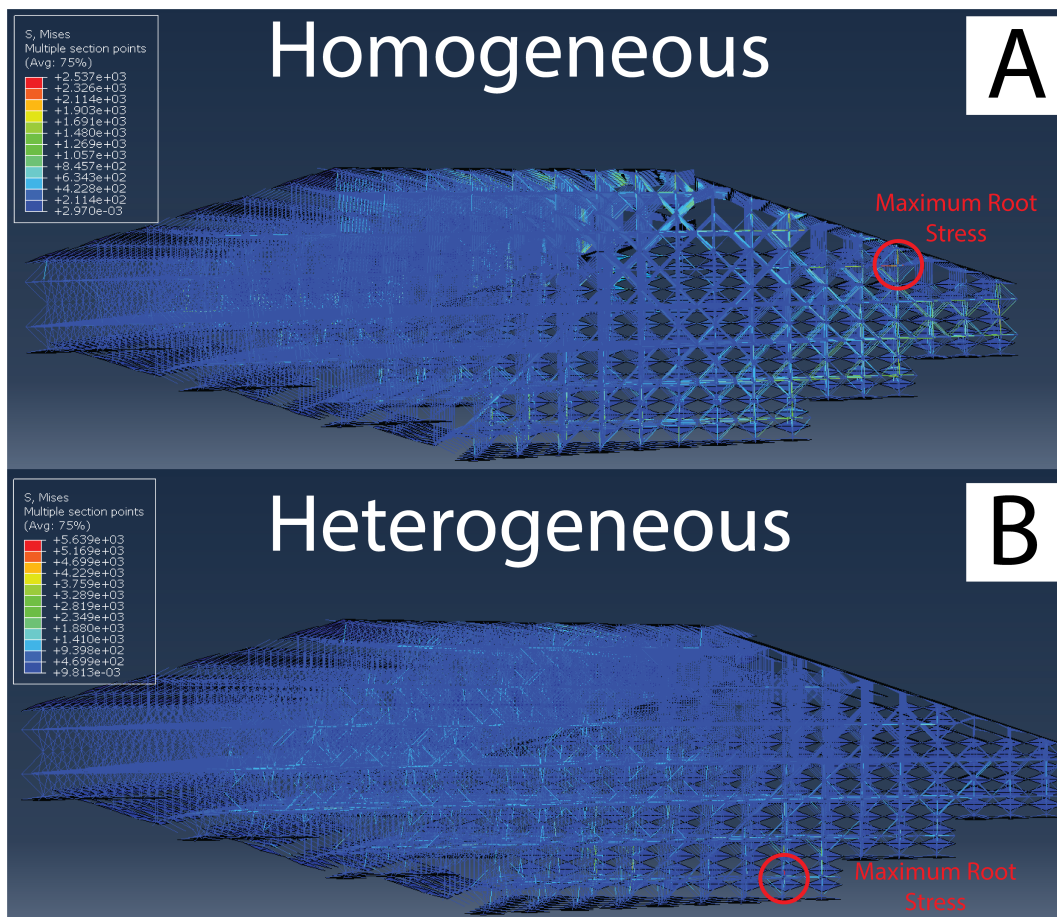 Homogeneous
A
S, Mises
Multiple section points
(Avg: 75%)
+2.537e+03
+2.326e+03
+2.114e+03
+1.903e+03
+1.691e+03
+1.480e+03
+1.269e+03
+1.057e+03
+8.457e+02
+6.343e+02
+4.228e+02
+2.114e+02
+2.970e-03
Maximum Root
Stress
Heterogeneous
B
S, Mises
Multiple section points
(Avg: 75%)
+5.639e+03
+5.169e+03
+4.699e+03
+4.229e+03
+3.759e+03
+3.289e+03
+2.819e+03
+2.349e+03
+1.880e+03
+1.410e+03
+9.398e+02
+4.699e+02
+9.813e-03
Maximum Root
Stress